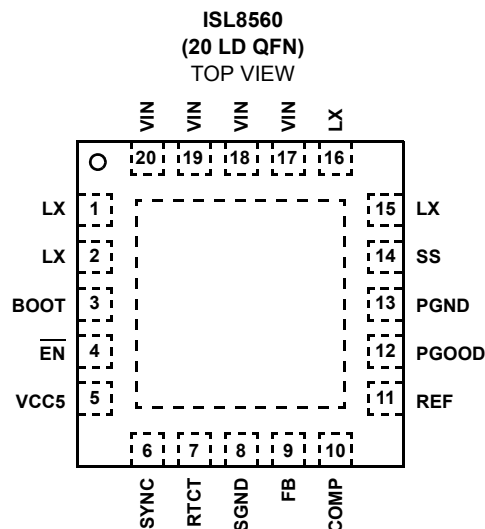 ISL8560
(20 LD QFN)
TOP VIEW
VIN
VIN
VIN
VIN
LX
20 19 18 17 16
LX 1 15 LX
LX 2 14 SS
BOOT 3 13 PGND
EN 4 12 PGOOD
VCC5 5 11 REF
6 7 8 9 10
SYNC
RTCT
SGND
FB
COMP